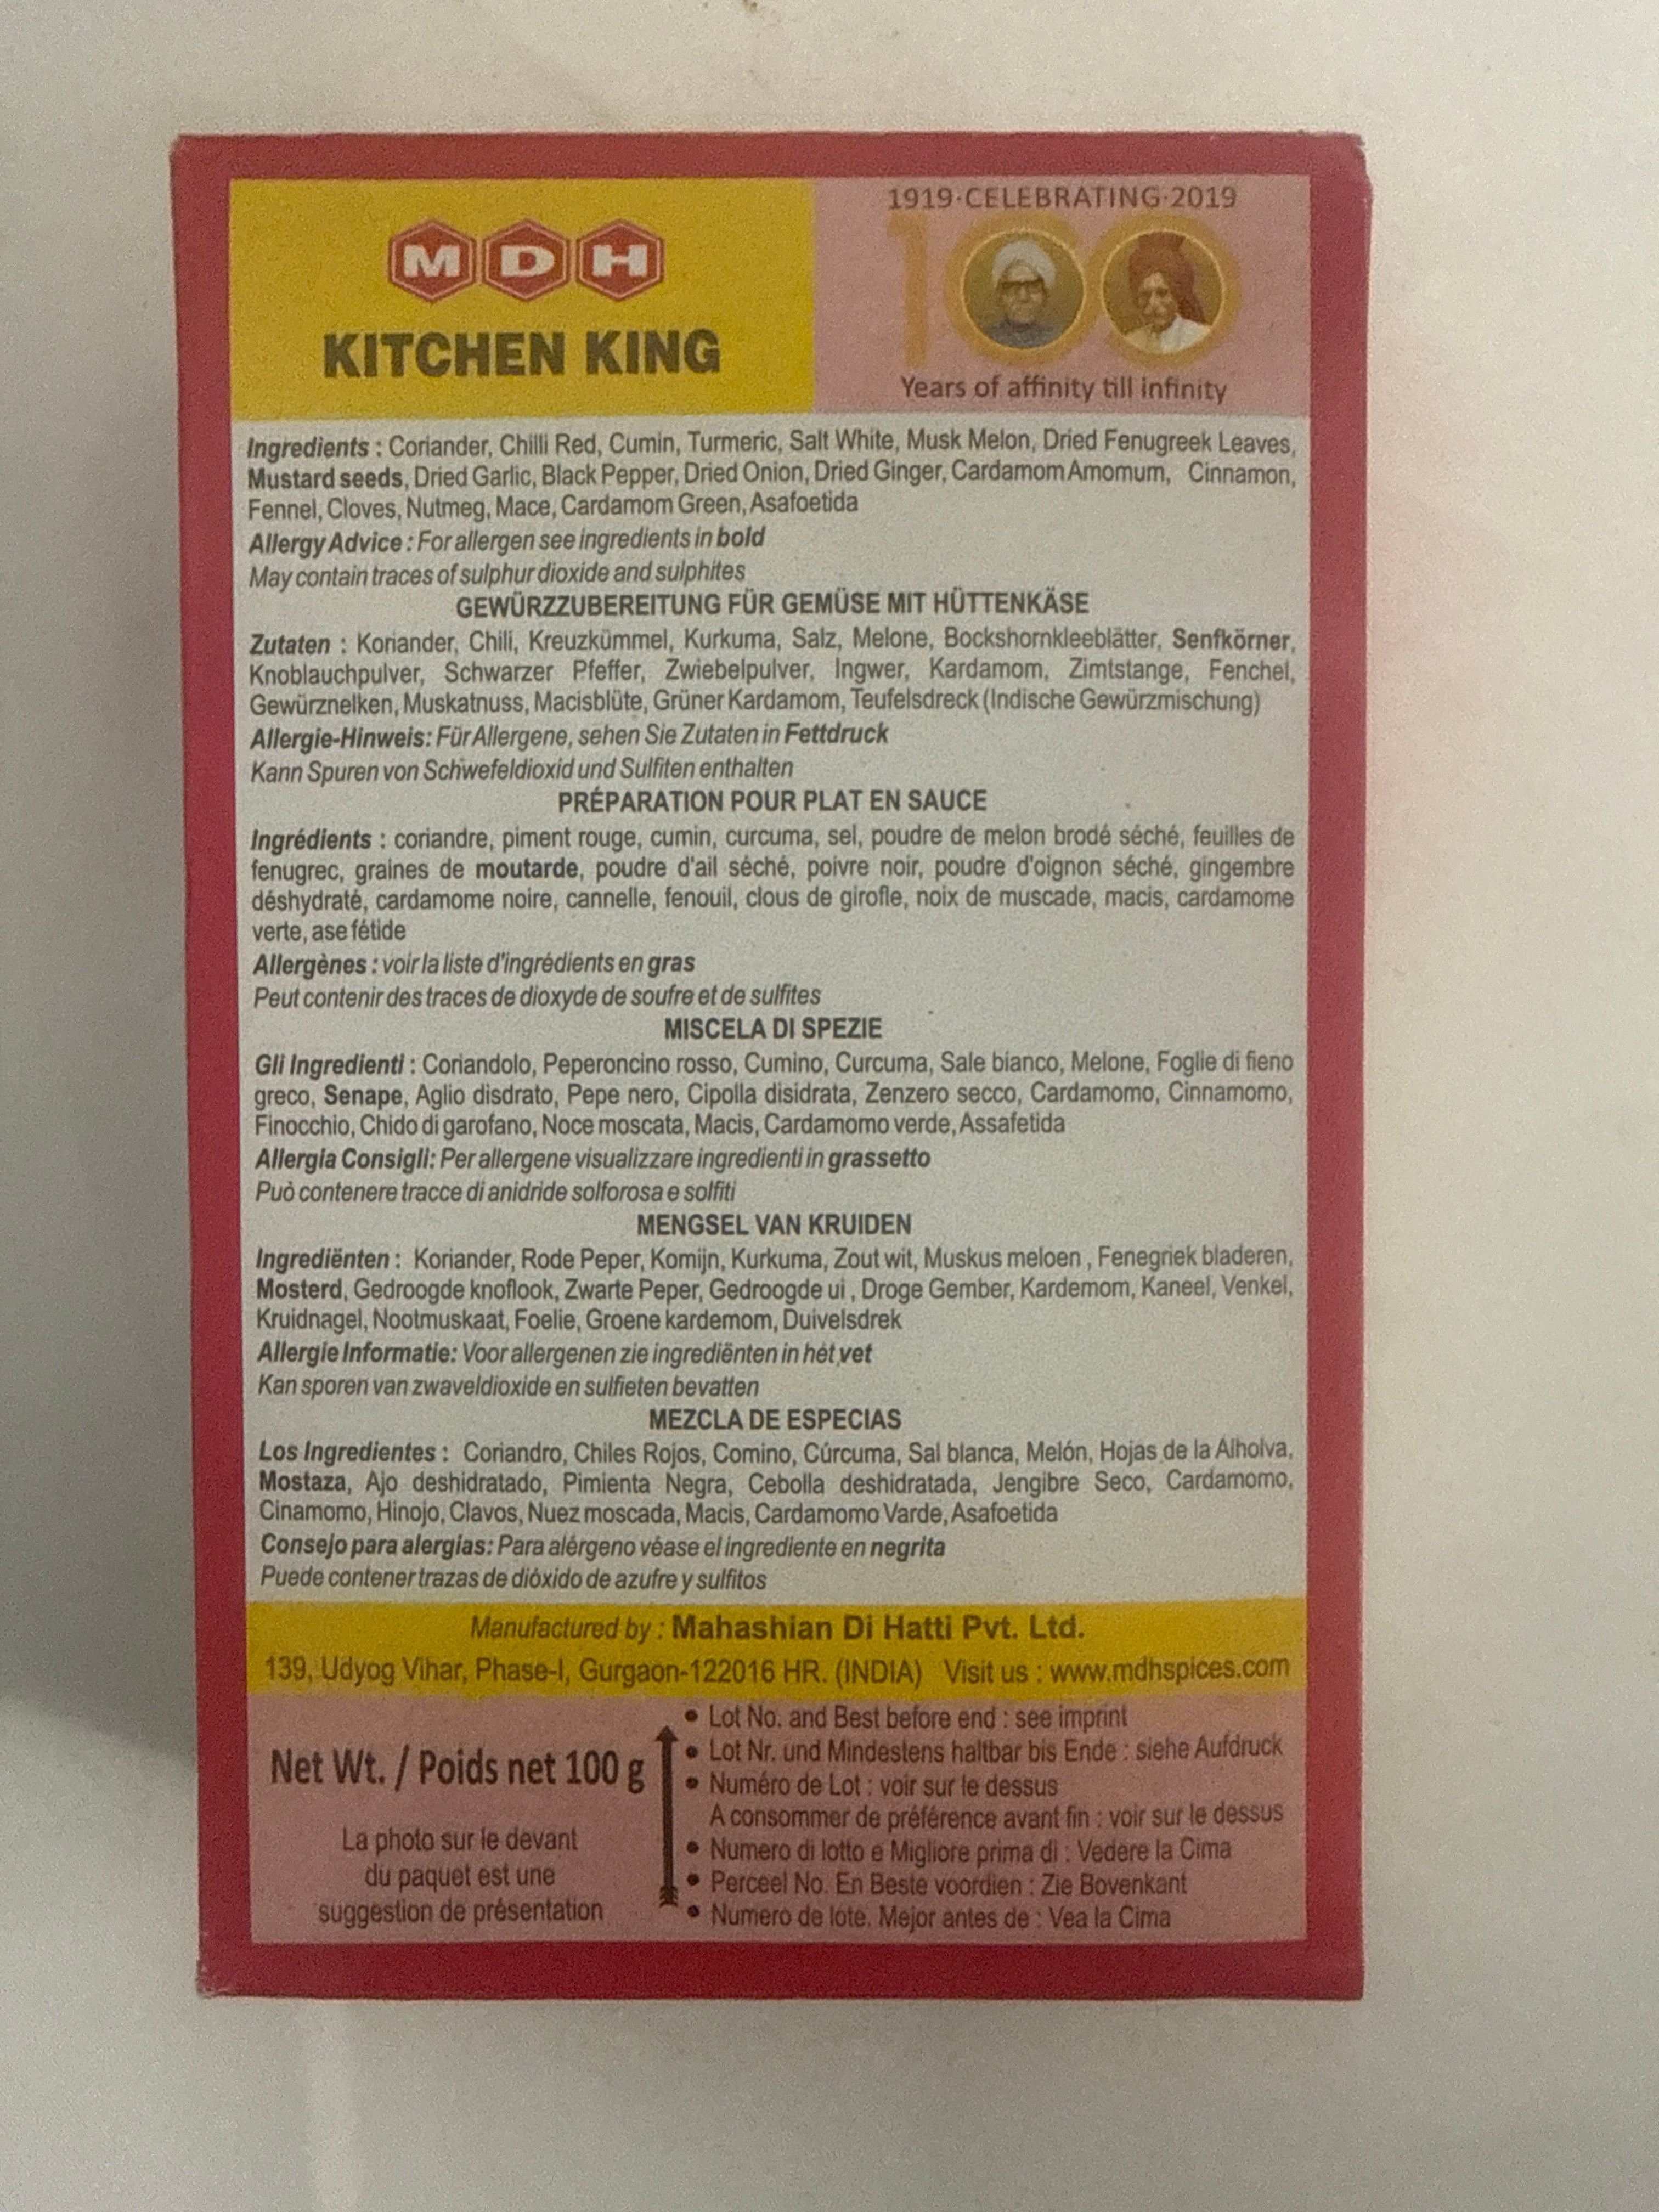 MDH
KITCHEN KING
1919·CELEBRATING·2019
100
Years of affinity till infinity
Ingredients : Coriander, Chilli Red, Cumin, Turmeric, Salt White, Musk Melon, Dried Fenugreek Leaves,
Mustard seeds, Dried Garlic, Black Pepper, Dried Onion, Dried Ginger, Cardamom Amomum, Cinnamon,
Fennel, Cloves, Nutmeg, Mace, Cardamom Green, Asafoetida
Allergy Advice : For allergen see ingredients in bold
May contain traces of sulphur dioxide and sulphites
GEWÜRZZUBEREITUNG FÜR GEMÜSE MIT HÜTTENKÄSE
Zutaten : Koriander, Chili, Kreuzkümmel, Kurkuma, Salz, Melone, Bockshornkleeblätter, Senfkörner,
Knoblauchpulver, Schwarzer Pfeffer, Zwiebelpulver, Ingwer, Kardamom, Zimtstange, Fenchel,
Gewürznelken, Muskatnuss, Macisblüte, Grüner Kardamom, Teufelsdreck (Indische Gewürzmischung)
Allergie-Hinweis: Für Allergene, sehen Sie Zutaten in Fettdruck
Kann Spuren von Schwefeldioxid und Sulfiten enthalten
PRÉPARATION POUR PLAT EN SAUCE
Ingrédients : coriandre, piment rouge, cumin, curcuma, sel, poudre de melon brodé séché, feuilles de
fenugrec, graines de moutarde, poudre d'ail séché, poivre noir, poudre d'oignon séché, gingembre
déshydraté, cardamome noire, cannelle, fenouil, clous de girofle, noix de muscade, macis, cardamome
verte, ase fétide
Allergènes : voir la liste d'ingrédients en gras
Peut contenir des traces de dioxyde de soufre et de sulfites
MISCELA DI SPEZIE
Gli Ingredienti : Coriandolo, Peperoncino rosso, Cumino, Curcuma, Sale bianco, Melone, Foglie di fieno
greco, Senape, Aglio disdrato, Pepe nero, Cipolla disidrata, Zenzero secco, Cardamomo, Cinnamomo,
Finocchio, Chido di garofano, Noce moscata, Macis, Cardamomo verde, Assafetida
Allergia Consigli: Per allergene visualizzare ingredienti in grassetto
Può contenere tracce di anidride solforosa e solfiti
MENGSEL VAN KRUIDEN
Ingrediënten : Koriander, Rode Peper, Komijn, Kurkuma, Zout wit, Muskus meloen , Fenegriek bladeren,
Mosterd, Gedroogde knoflook, Zwarte Peper, Gedroogde ui , Droge Gember, Kardemom, Kaneel, Venkel,
Kruidnagel, Nootmuskaat, Foelie, Groene kardemom, Duivelsdrek
Allergie Informatie: Voor allergenen zie ingrediënten in het vet
Kan sporen van zwaveldioxide en sulfieten bevatten
MEZCLA DE ESPECIAS
Los Ingredientes : Coriandro, Chiles Rojos, Comino, Cúrcuma, Sal blanca, Melón, Hojas de la Alholva,
Mostaza, Ajo deshidratado, Pimienta Negra, Cebolla deshidratada, Jengibre Seco, Cardamomo,
Cinamomo, Hinojo, Clavos, Nuez moscada, Macis, Cardamomo Varde, Asafoetida
Consejo para alergias: Para alérgeno véase el ingrediente en negrita
Puede contener trazas de dióxido de azufre y sulfitos
Manufactured by : Mahashian Di Hatti Pvt. Ltd.
139, Udyog Vihar, Phase-I, Gurgaon-122016 HR. (INDIA) Visit us : www.mdhspices.com
Net Wt. / Poids net 100 g
La photo sur le devant
du paquet est une
suggestion de présentation
• Lot No. and Best before end : see imprint
• Lot Nr. und Mindestens haltbar bis Ende : siehe Aufdruck
• Numéro de Lot : voir sur le dessus
A consommer de préférence avant fin : voir sur le dessus
• Numero di lotto e Migliore prima di : Vedere la Cima
• Perceel No. En Beste voordien : Zie Bovenkant
• Numero de lote. Mejor antes de : Vea la Cima